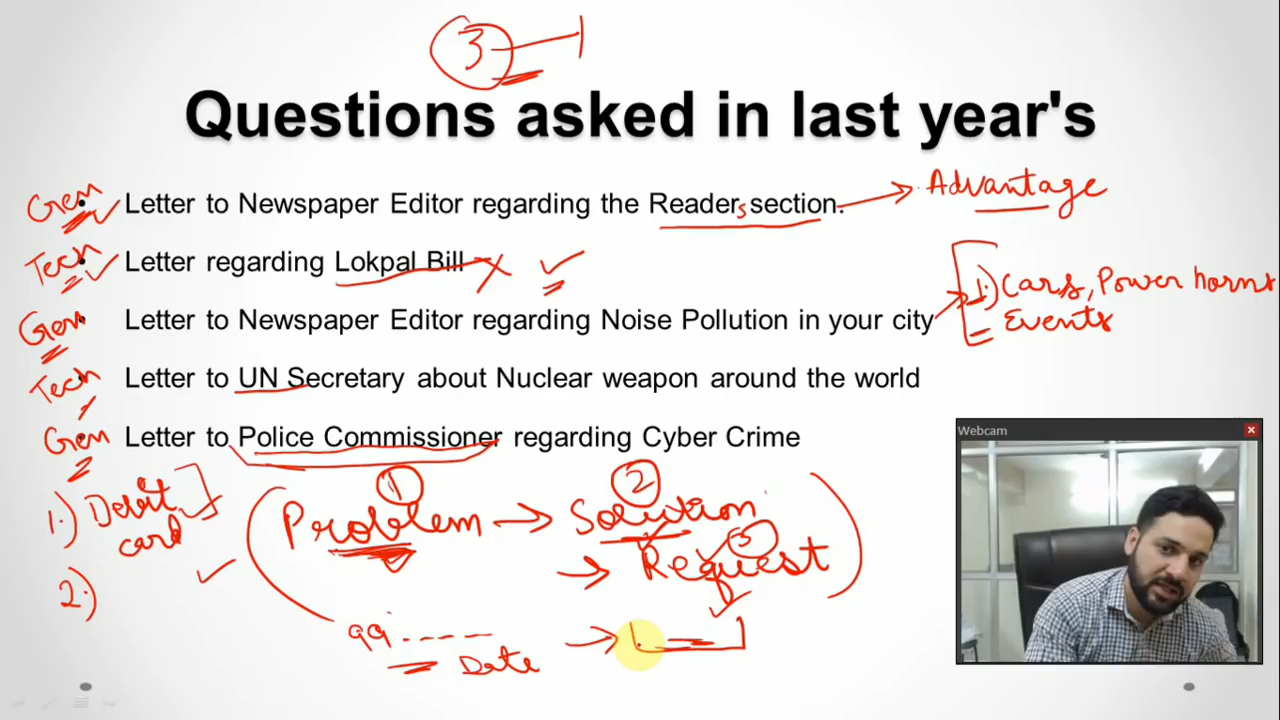 3
Questions asked in last year's
Gen Letter to Newspaper Editor regarding the Readers section. Advantage
Tech Letter regarding Lokpal Bill
1.) Cars, Power horns
Gen Letter to Newspaper Editor regarding Noise Pollution in your city
Events
Tech Letter to UN Secretary about Nuclear weapon around the world
Gen Letter to Police Commissioner regarding Cyber Crime
Webcam
1.) Debit card
1 2
Problem → Solution
3
→ Request
2.)
99.---- →
Date